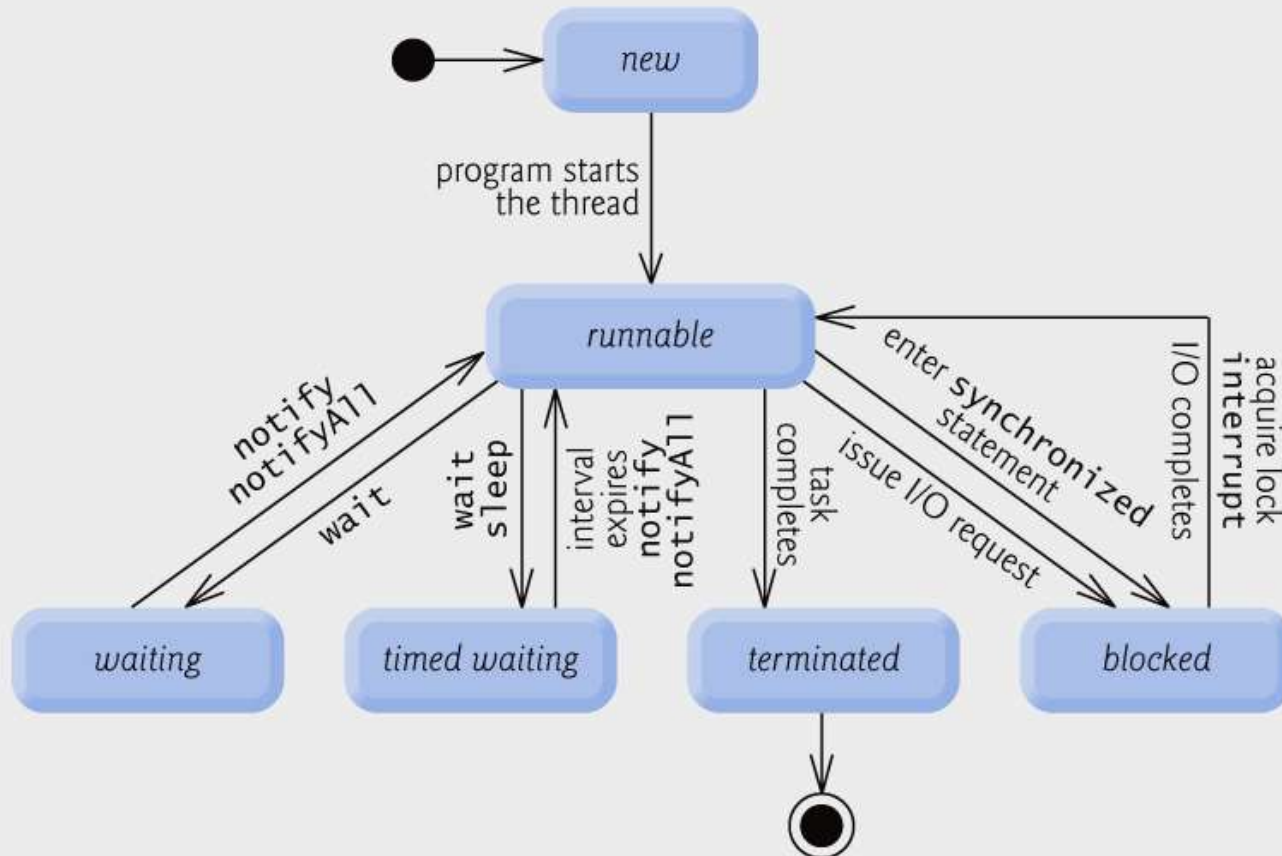 new
program starts
the thread
runnable
notify
notifyAll
wait
wait
sleep
interval
expires
notify
notifyAll
task
completes
enter synchronized
statement
issue I/O request
I/O completes
interrupt
acquire lock
waiting
timed waiting
terminated
blocked